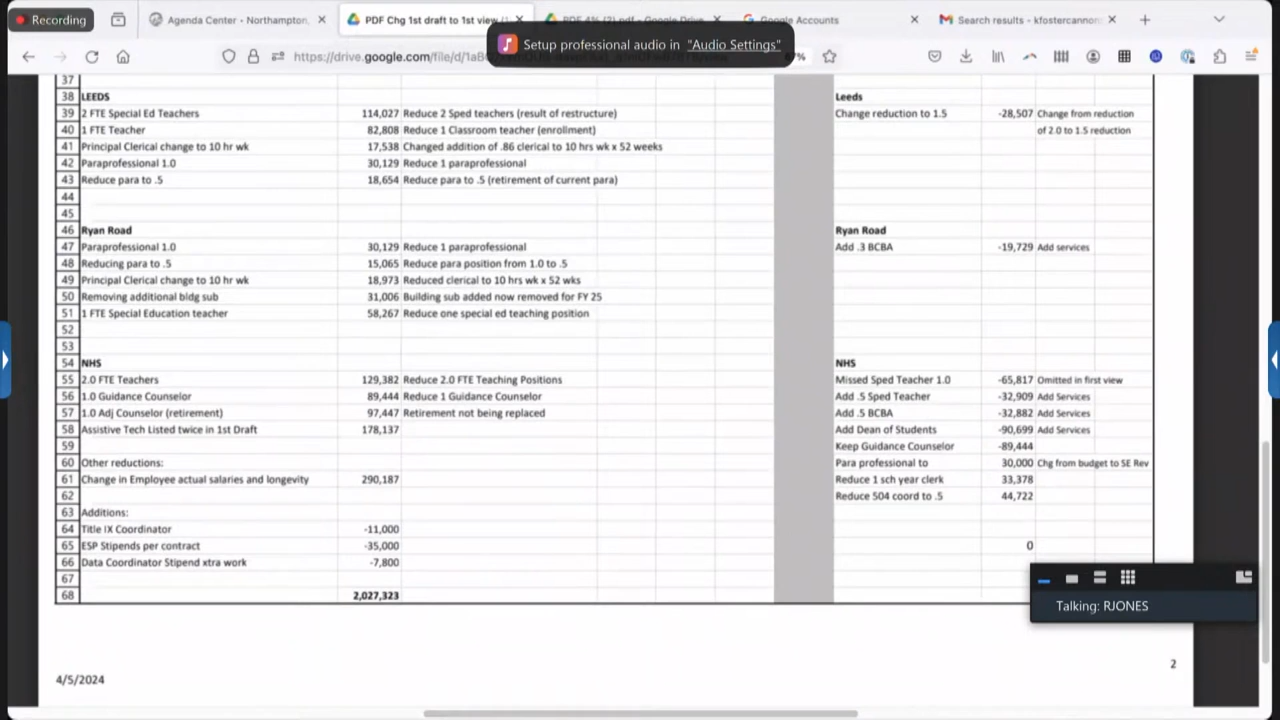 Recording
Agenda Center - Northampton,
PDF Chg 1st draft to 1st view
PDF 4% (2).pdf - Google Drive
Google Accounts
Search results - kfostercannon
Setup professional audio in "Audio Settings"
https://drive.google.com/file/d/1aB
37
38 LEEDS Leeds
39 2 FTE Special Ed Teachers 114,027 Reduce 2 Sped teachers (result of restructure) Change reduction to 1.5 -28,507 Change from reduction
40 1 FTE Teacher 82,808 Reduce 1 Classroom teacher (enrollment) of 2.0 to 1.5 reduction
41 Principal Clerical change to 10 hr wk 17,538 Changed addition of .86 clerical to 10 hrs wk x 52 weeks
42 Paraprofessional 1.0 30,129 Reduce 1 paraprofessional
43 Reduce para to .5 18,654 Reduce para to .5 (retirement of current para)
44
45
46 Ryan Road Ryan Road
47 Paraprofessional 1.0 30,129 Reduce 1 paraprofessional Add .3 BCBA -19,729 Add services
48 Reducing para to .5 15,065 Reduce para position from 1.0 to .5
49 Principal Clerical change to 10 hr wk 18,973 Reduced clerical to 10 hrs wk x 52 wks
50 Removing additional bldg sub 31,006 Building sub added now removed for FY 25
51 1 FTE Special Education teacher 58,267 Reduce one special ed teaching position
52
53
54 NHS NHS
55 2.0 FTE Teachers 129,382 Reduce 2.0 FTE Teaching Positions Missed Sped Teacher 1.0 -65,817 Omitted in first view
56 1.0 Guidance Counselor 89,444 Reduce 1 Guidance Counselor Add .5 Sped Teacher -32,909 Add Services
57 1.0 Adj Counselor (retirement) 97,447 Retirement not being replaced Add .5 BCBA -32,882 Add Services
58 Assistive Tech Listed twice in 1st Draft 178,137 Add Dean of Students -90,699 Add Services
59 Keep Guidance Counselor -89,444
60 Other reductions: Para professional to 30,000 Chg from budget to SE Rev
61 Change in Employee actual salaries and longevity 290,187 Reduce 1 sch year clerk 33,378
62 Reduce 504 coord to .5 44,722
63 Additions:
64 Title IX Coordinator -11,000
65 ESP Stipends per contract -35,000 0
66 Data Coordinator Stipend xtra work -7,800
67
68 2,027,323
Talking: RJONES
2
4/5/2024